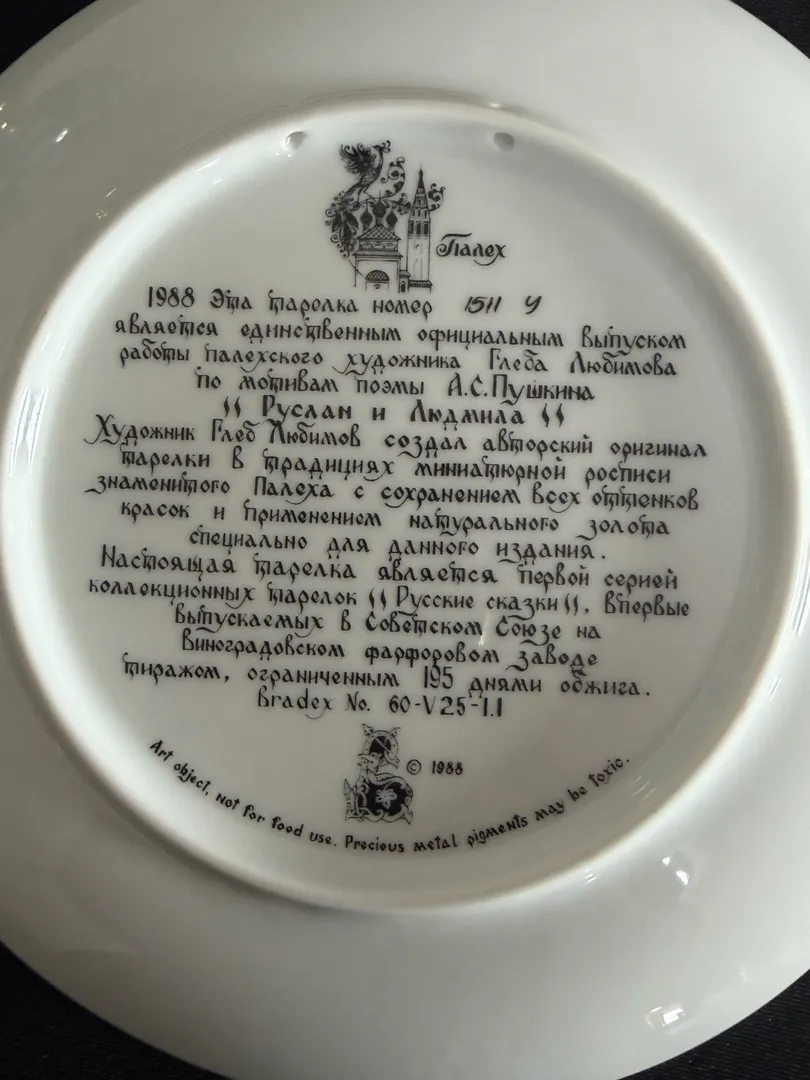 Палех
1988 Эта тарелка номер 1511 У
является единственным официальным выпуском
работы палехского художника Глеба Любимова
по мотивам поэмы А.С.Пушкина
"Руслан и Людмила"
Художник Глеб Любимов создал авторский оригинал
тарелки в традициях миниатюрной росписи
знаменитого Палеха с сохранением всех оттенков
красок и применением натурального золота
специально для данного издания.
Настоящая тарелка является первой серией
коллекционных тарелок "Русские сказки", впервые
выпускаемых в Советском Союзе на
Виноградовском фарфоровом заводе
тиражом, ограниченным 195 днями обжига.
Bradex No. 60-V25-1.1
© 1988
Art object, not for food use. Precious metal pigments may be toxic.